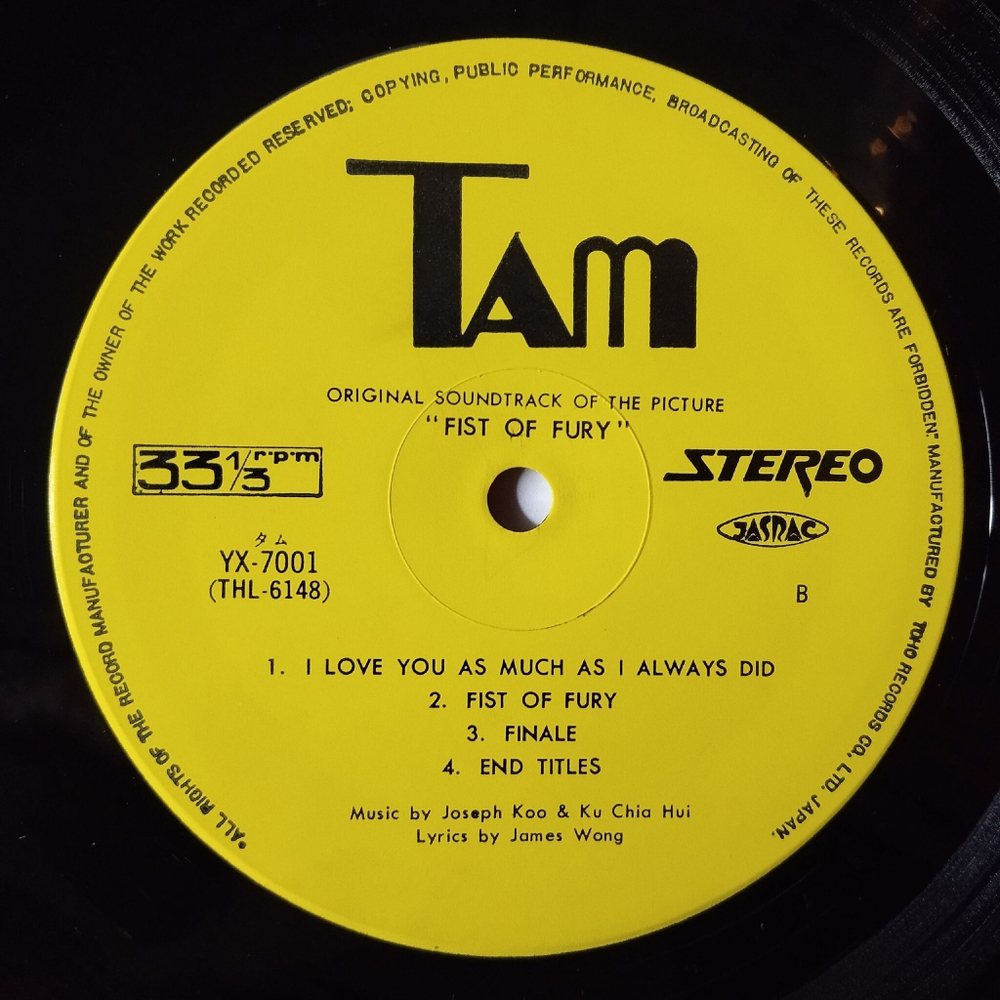 "ALL RIGHTS OF THE RECORD MANUFACTURER AND OF THE OWNER OF THE WORK RECORDED RESERVED; COPYING, PUBLIC PERFORMANCE, BROADCASTING OF THESE RECORDS ARE FORBIDDEN." MANUFACTURED BY TOHO RECORDS CO., LTD. JAPAN.
TAM
ORIGINAL SOUNDTRACK OF THE PICTURE
"FIST OF FURY"
33 1/3 r·p·m
STEREO
JASRAC
タム
YX-7001
(THL-6148)
B
1. I LOVE YOU AS MUCH AS I ALWAYS DID
2. FIST OF FURY
3. FINALE
4. END TITLES
Music by Joseph Koo & Ku Chia Hui
Lyrics by James Wong